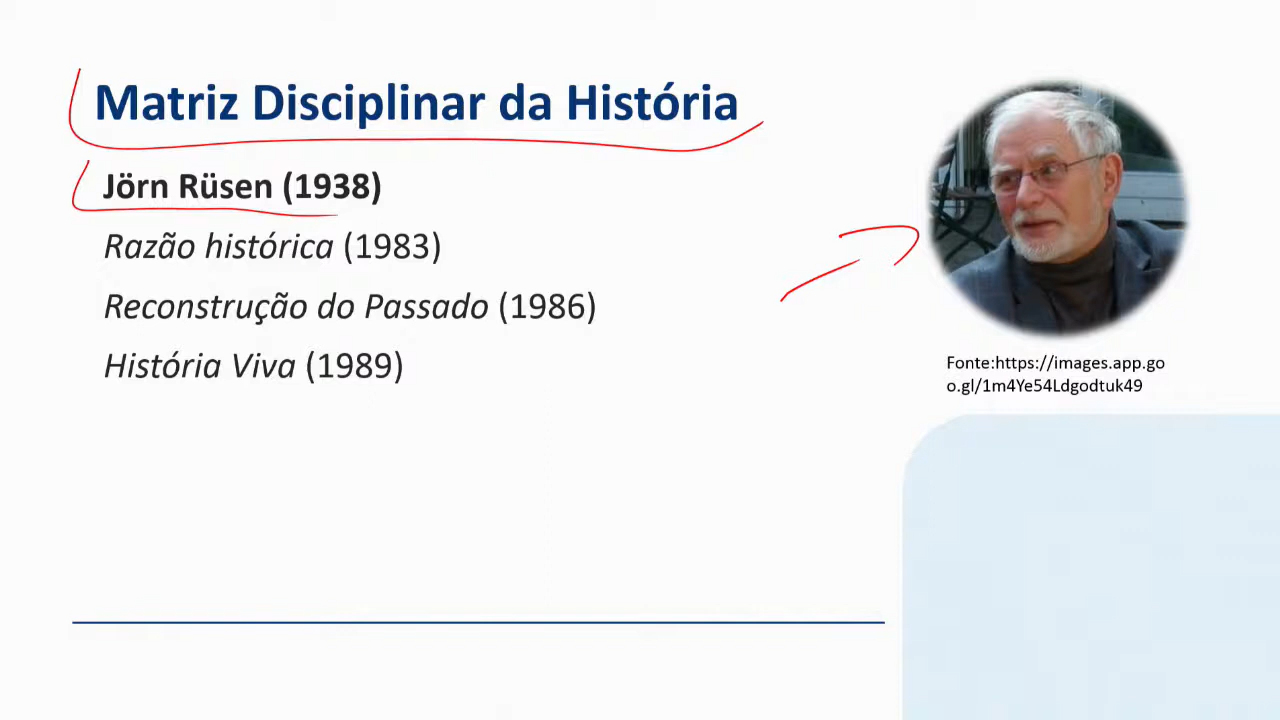 Matriz Disciplinar da História
Jörn Rüsen (1938)
Razão histórica (1983)
Reconstrução do Passado (1986)
História Viva (1989)
Fonte:https://images.app.go
o.gl/1m4Ye54Ldgodtuk49